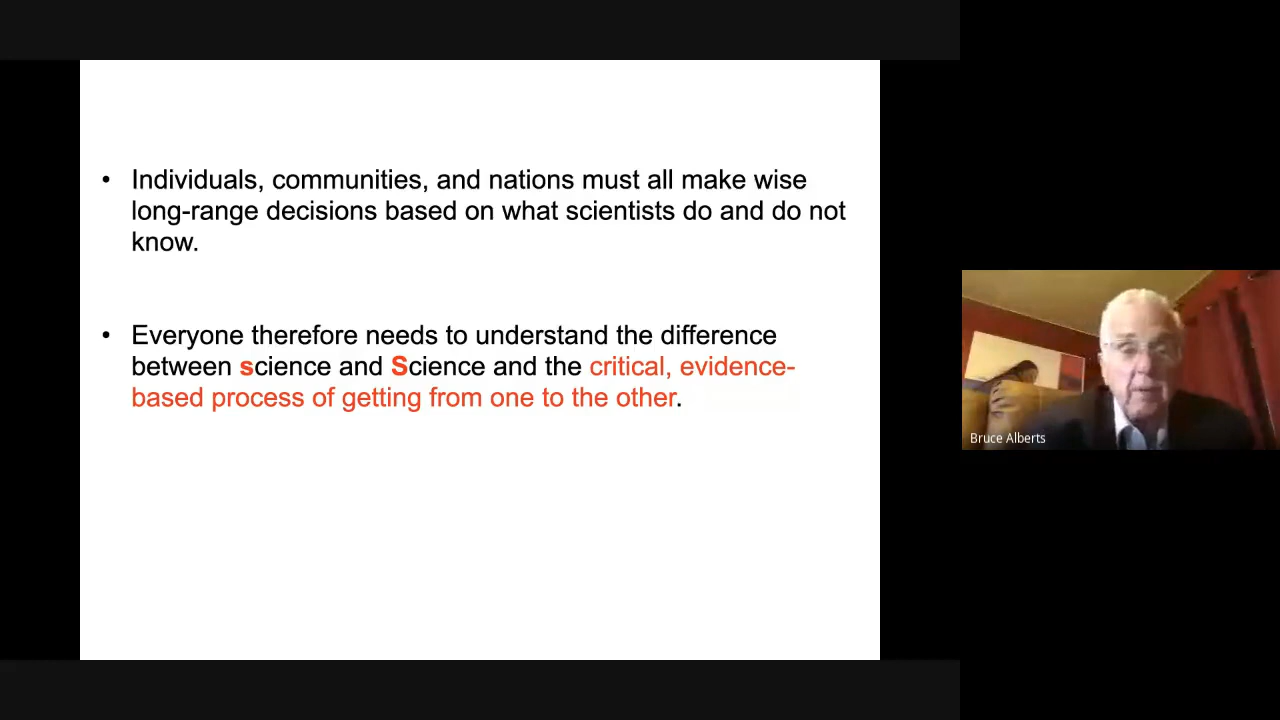 • Individuals, communities, and nations must all make wise
long-range decisions based on what scientists do and do not
know.
• Everyone therefore needs to understand the difference
between science and Science and the critical, evidence-
based process of getting from one to the other.
Bruce Alberts